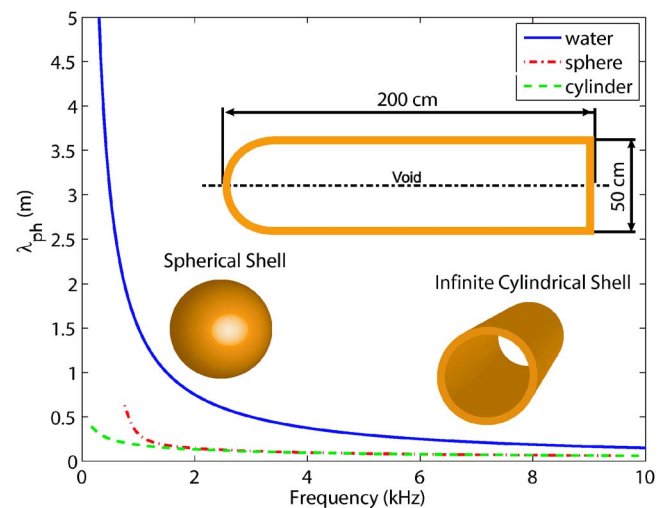 5
4.5
4
3.5
3
2.5
2
1.5
1
0.5
0
λph (m)
water
sphere
cylinder
200 cm
Void
50 cm
Spherical Shell
Infinite Cylindrical Shell
0 2 4 6 8 10
Frequency (kHz)